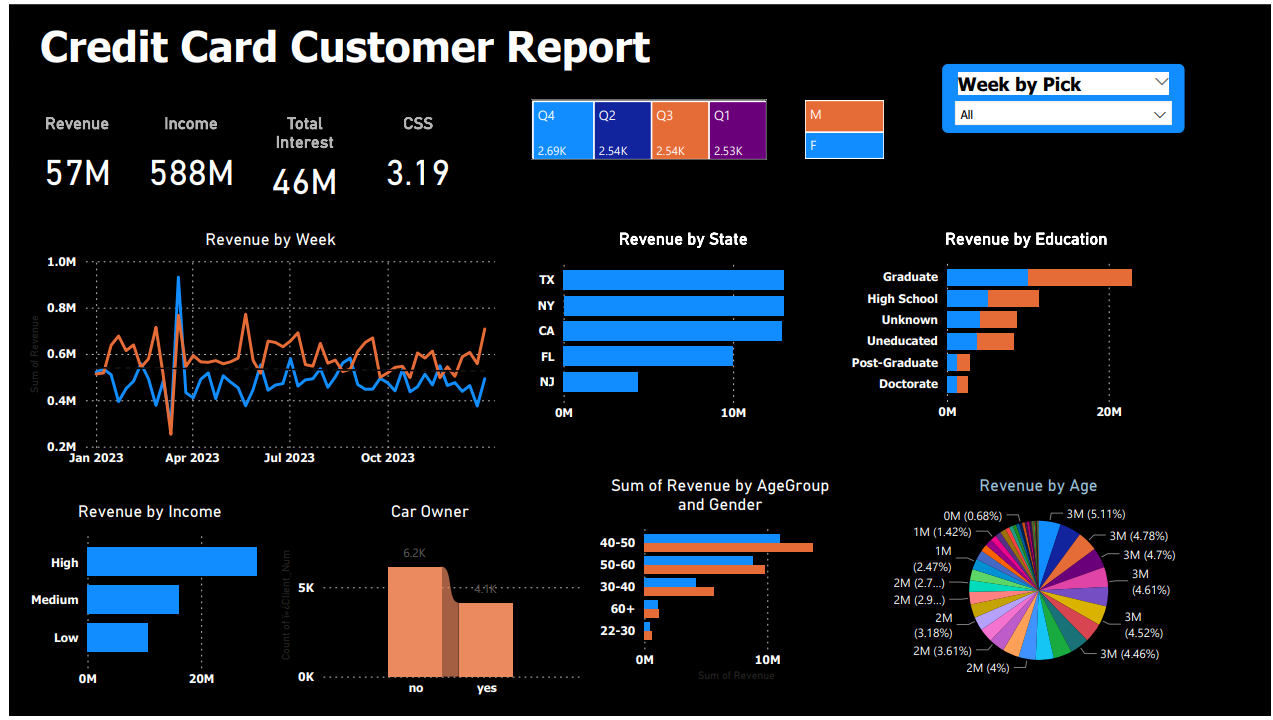 Credit Card Customer Report
Week by Pick
All
Revenue
57M
Income
588M
Total
Interest
46M
CSS
3.19
Q4
2.69K
Q2
2.54K
Q3
2.54K
Q1
2.53K
M
F
Revenue by Week
Sum of Revenue
1.0M
0.8M
0.6M
0.4M
0.2M
Jan 2023
Apr 2023
Jul 2023
Oct 2023
Revenue by State
TX
NY
CA
FL
NJ
0M
10M
Revenue by Education
Graduate
High School
Unknown
Uneducated
Post-Graduate
Doctorate
0M
20M
Revenue by Income
High
Medium
Low
0M
20M
Car Owner
Count of ï»¿Client_Num
5K
0K
6.2K
4.1K
no
yes
Sum of Revenue by AgeGroup
and Gender
40-50
50-60
30-40
60+
22-30
0M
10M
Sum of Revenue
Revenue by Age
0M (0.68%)
3M (5.11%)
1M (1.42%)
3M (4.78%)
1M
(2.47%)
3M (4.7%)
2M (2.7...)
3M
(4.61%)
2M (2.9...)
2M
(3.18%)
3M
(4.52%)
2M (3.61%)
3M (4.46%)
2M (4%)